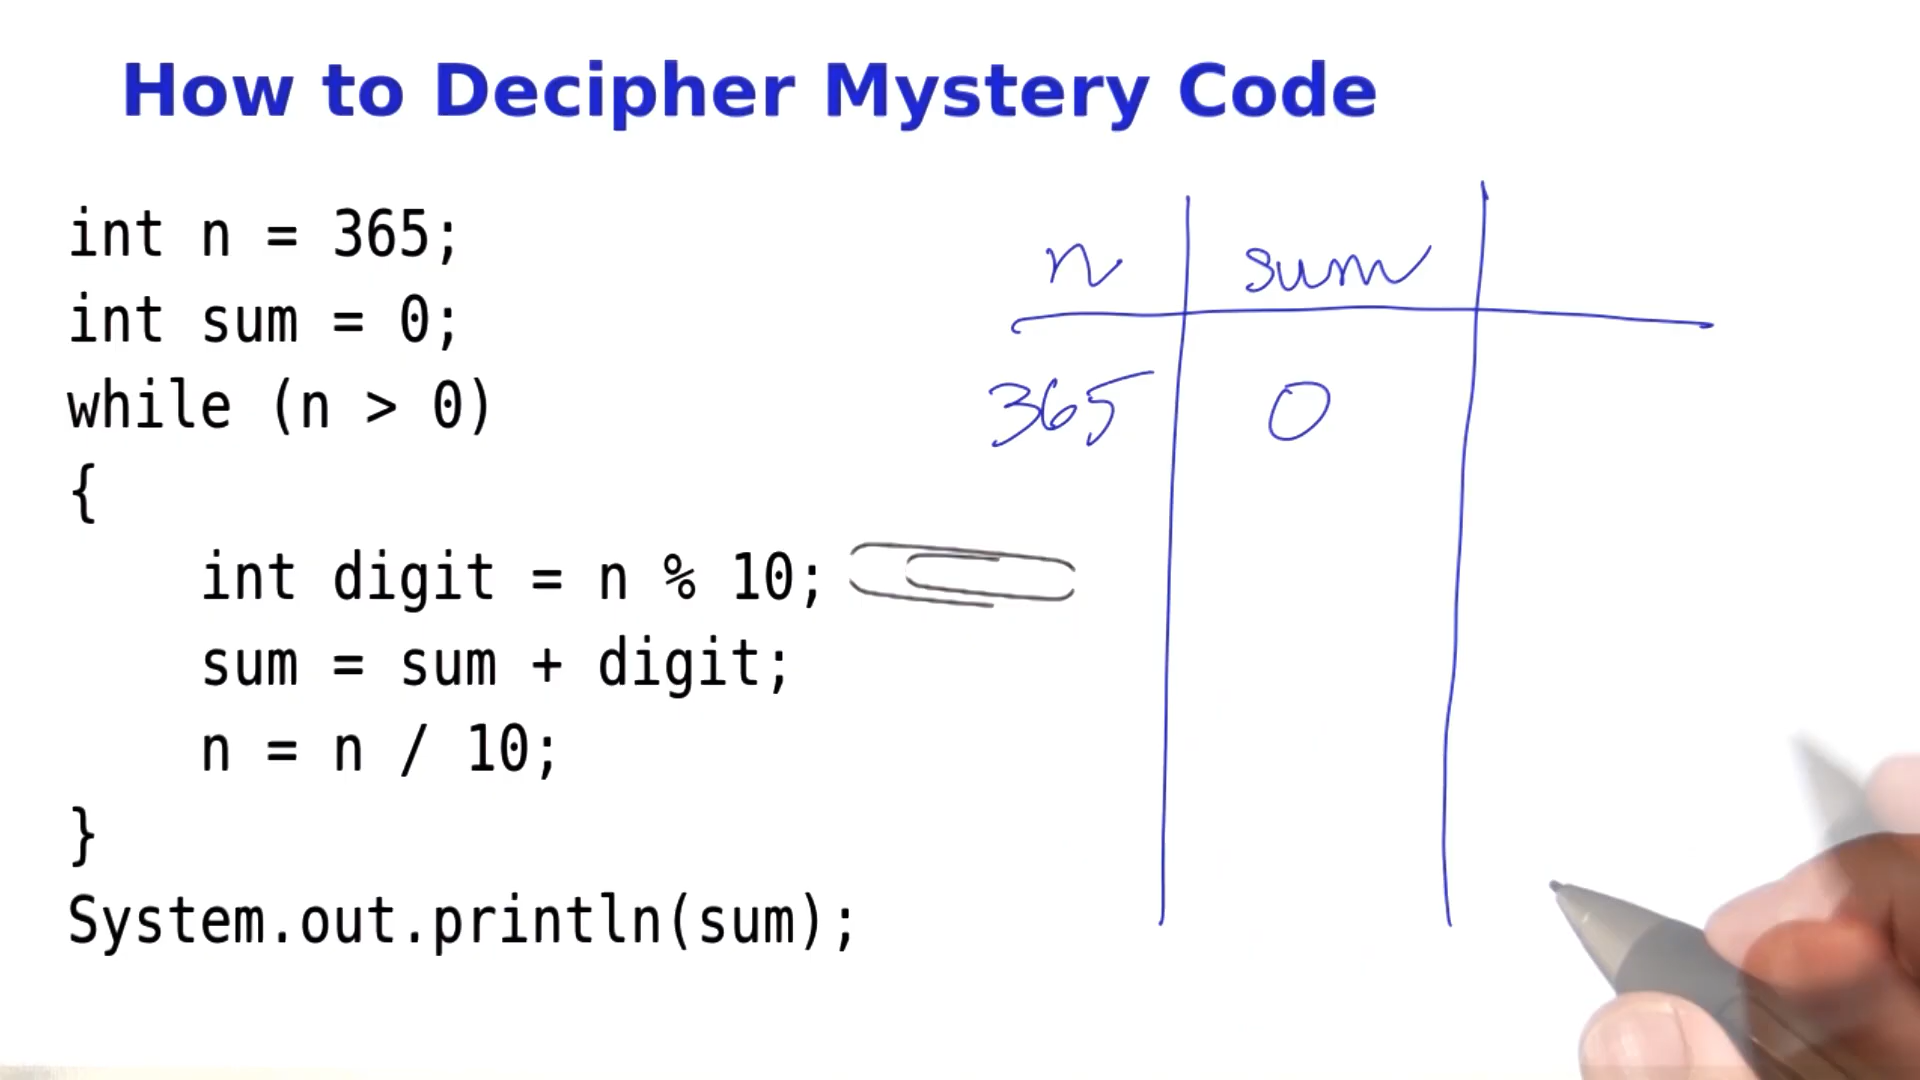 How to Decipher Mystery Code
int n = 365;
int sum = 0;
while (n > 0)
{
int digit = n % 10;
sum = sum + digit;
n = n / 10;
}
System.out.println(sum);
n sum
365 0